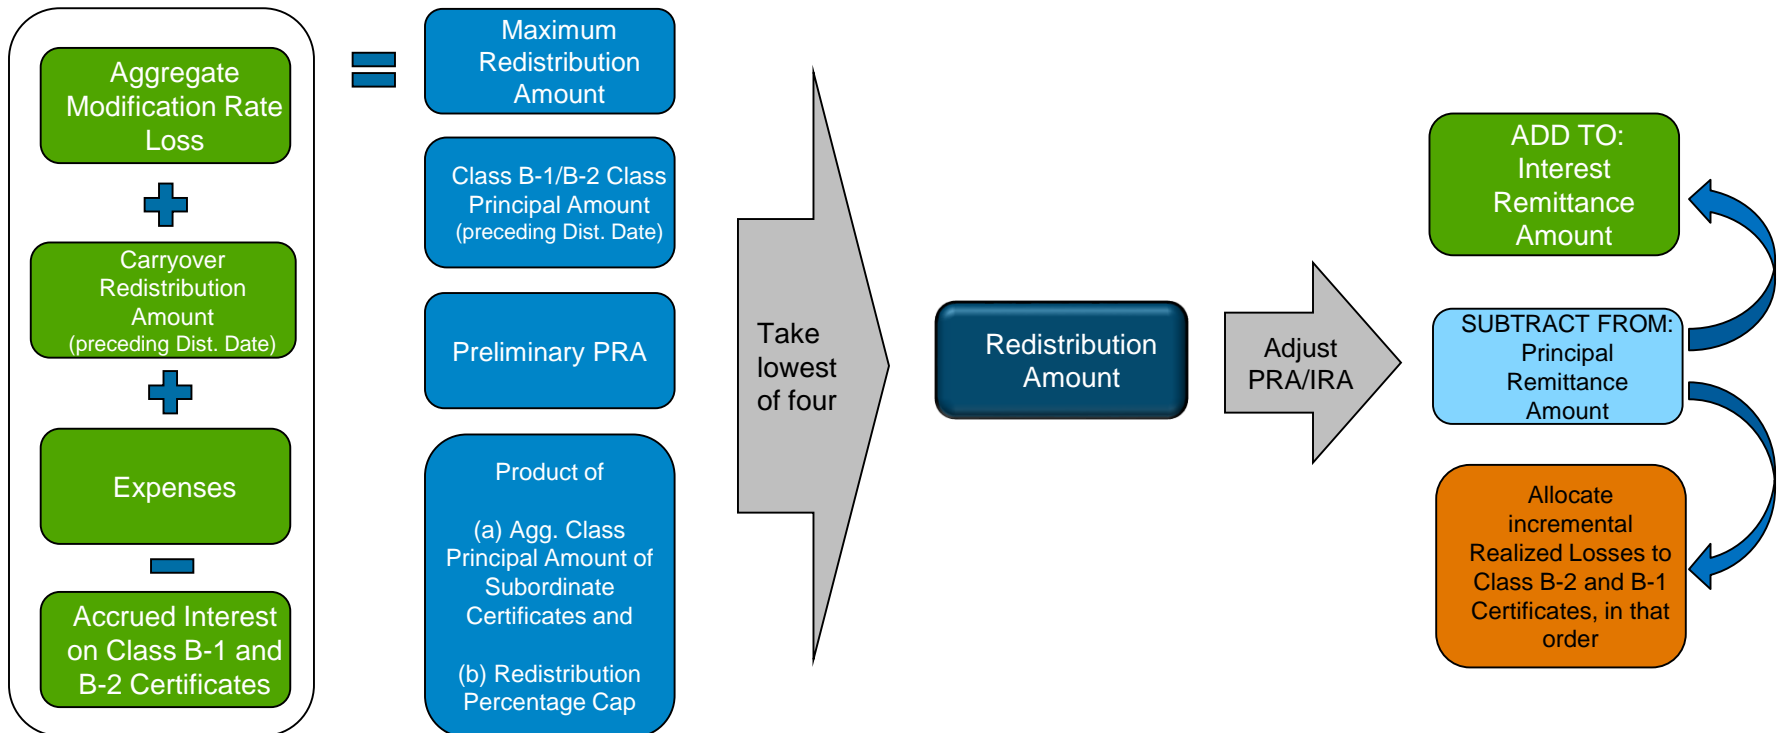 Aggregate
Modification Rate
Loss
Carryover
Redistribution
Amount
(preceding Dist. Date)
Expenses
Accrued Interest
on Class B-1 and
B-2 Certificates
Maximum
Redistribution
Amount
Class B-1/B-2 Class
Principal Amount
(preceding Dist. Date)
Preliminary PRA
Product of
(a) Agg. Class
Principal Amount of
Subordinate
Certificates and
(b) Redistribution
Percentage Cap
Take
lowest
of four
Redistribution
Amount
Adjust
PRA/IRA
ADD TO:
Interest
Remittance
Amount
SUBTRACT FROM:
Principal
Remittance
Amount
Allocate
incremental
Realized Losses to
Class B-2 and B-1
Certificates, in that
order